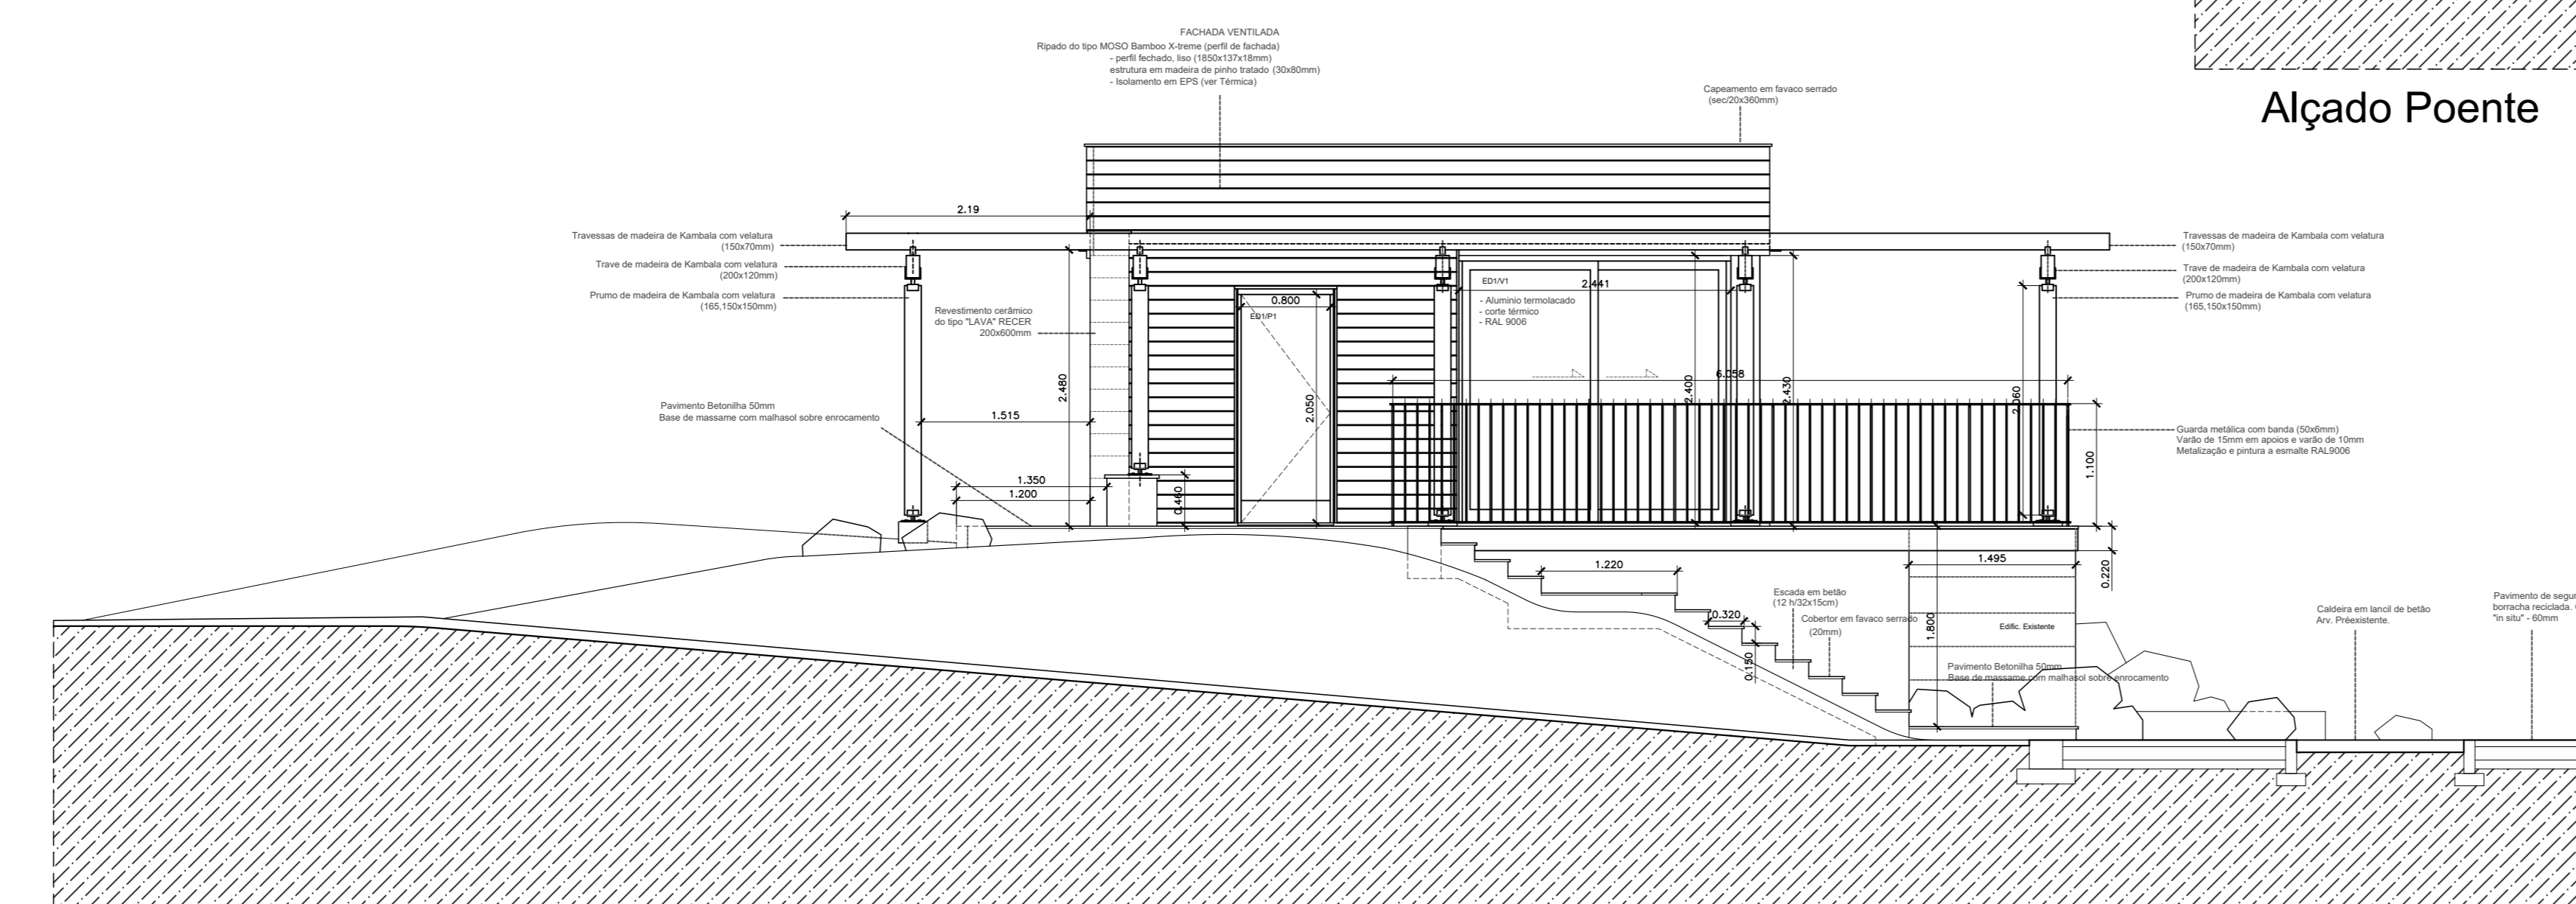 Alçado Poente
FACHADA VENTILADA
Ripado do tipo MOSO Bamboo X-treme (perfil de fachada)
- perfil fechado, liso (1850x137x18mm)
estrutura em madeira de pinho tratado (30x80mm)
- Isolamento em EPS (ver Térmica)
Capeamento em favaco serrado
(sec/20x360mm)
2.19
Travessas de madeira de Kambala com velatura
(150x70mm)
Trave de madeira de Kambala com velatura
(200x120mm)
Prumo de madeira de Kambala com velatura
(165,150x150mm)
Revestimento cerâmico
do tipo "LAVA" RECER
200x600mm
Pavimento Betonilha 50mm
Base de massame com malhasol sobre enrocamento
1.515
1.350
1.200
2.480
0.460
0.800
ED1/P1
2.050
ED1/V1
2.441
- Aluminio termolacado
- corte térmico
- RAL 9006
2.400
6.058
2.430
2.060
Travessas de madeira de Kambala com velatura
(150x70mm)
Trave de madeira de Kambala com velatura
(200x120mm)
Prumo de madeira de Kambala com velatura
(165,150x150mm)
Guarda metálica com banda (50x6mm)
Varão de 15mm em apoios e varão de 10mm
Metalização e pintura a esmalte RAL9006
1.100
0.220
1.495
1.220
0.320
0.150
Escada em betão
(12 h/32x15cm)
Cobertor em favaco serrado
(20mm)
1.800
Edific. Existente
Pavimento Betonilha 50mm
Base de massame com malhasol sobre enrocamento
Caldeira em lancil de betão
Arv. Préexistente.
Pavimento de segur
borracha reciclada.
"in situ" - 60mm